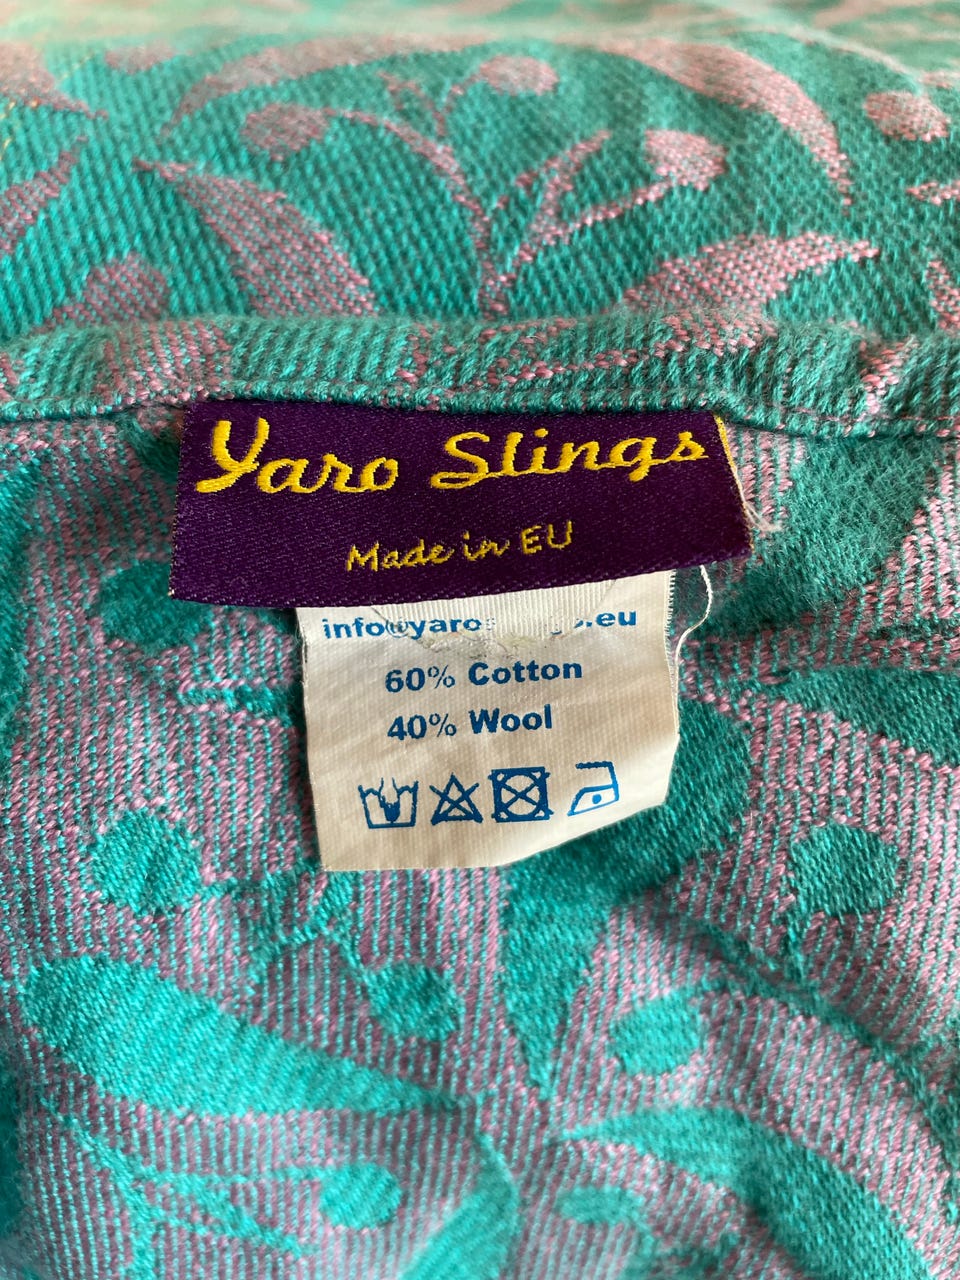 Yaro Slings
Made in EU
60% Cotton
40% Wool